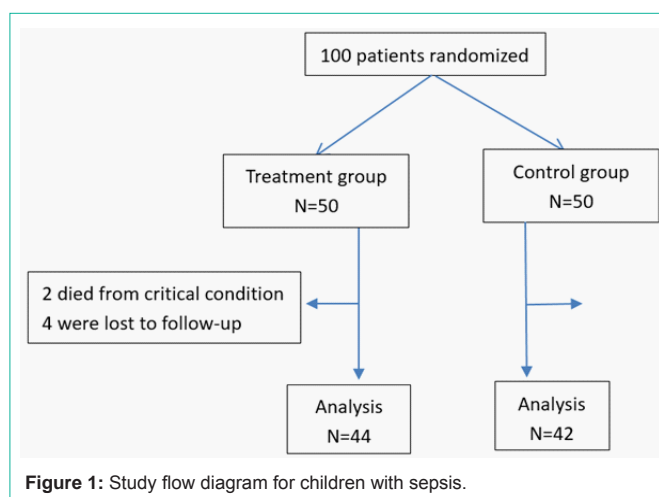 100 patients randomized
Treatment group
N=50
Control group
N=50
2 died from critical condition
4 were lost to follow-up
Analysis
N=44
Analysis
N=42
Figure 1: Study flow diagram for children with sepsis.